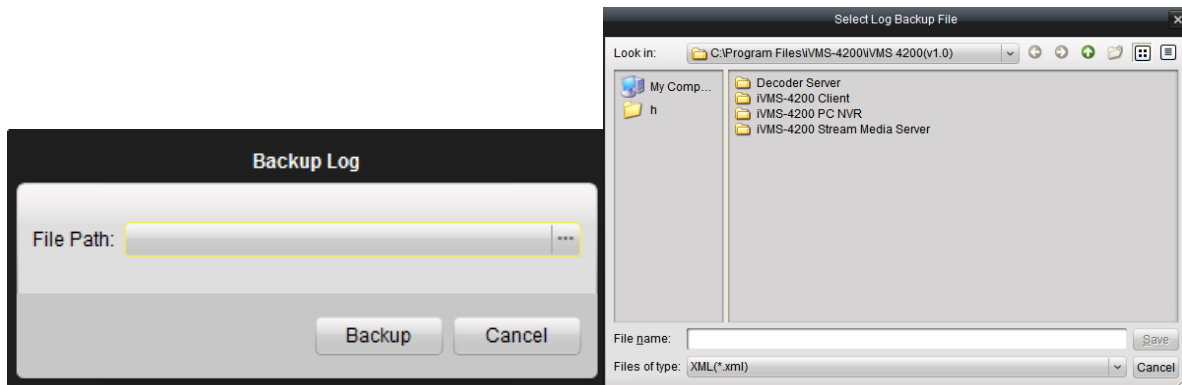 Backup Log
File Path:
Backup Cancel
Select Log Backup File
Look in: C:\Program Files\iVMS-4200\iVMS 4200(v1.0)
My Comp...
h
Decoder Server
iVMS-4200 Client
iVMS-4200 PC NVR
iVMS-4200 Stream Media Server
File name: Save
Files of type: XML(*.xml) Cancel